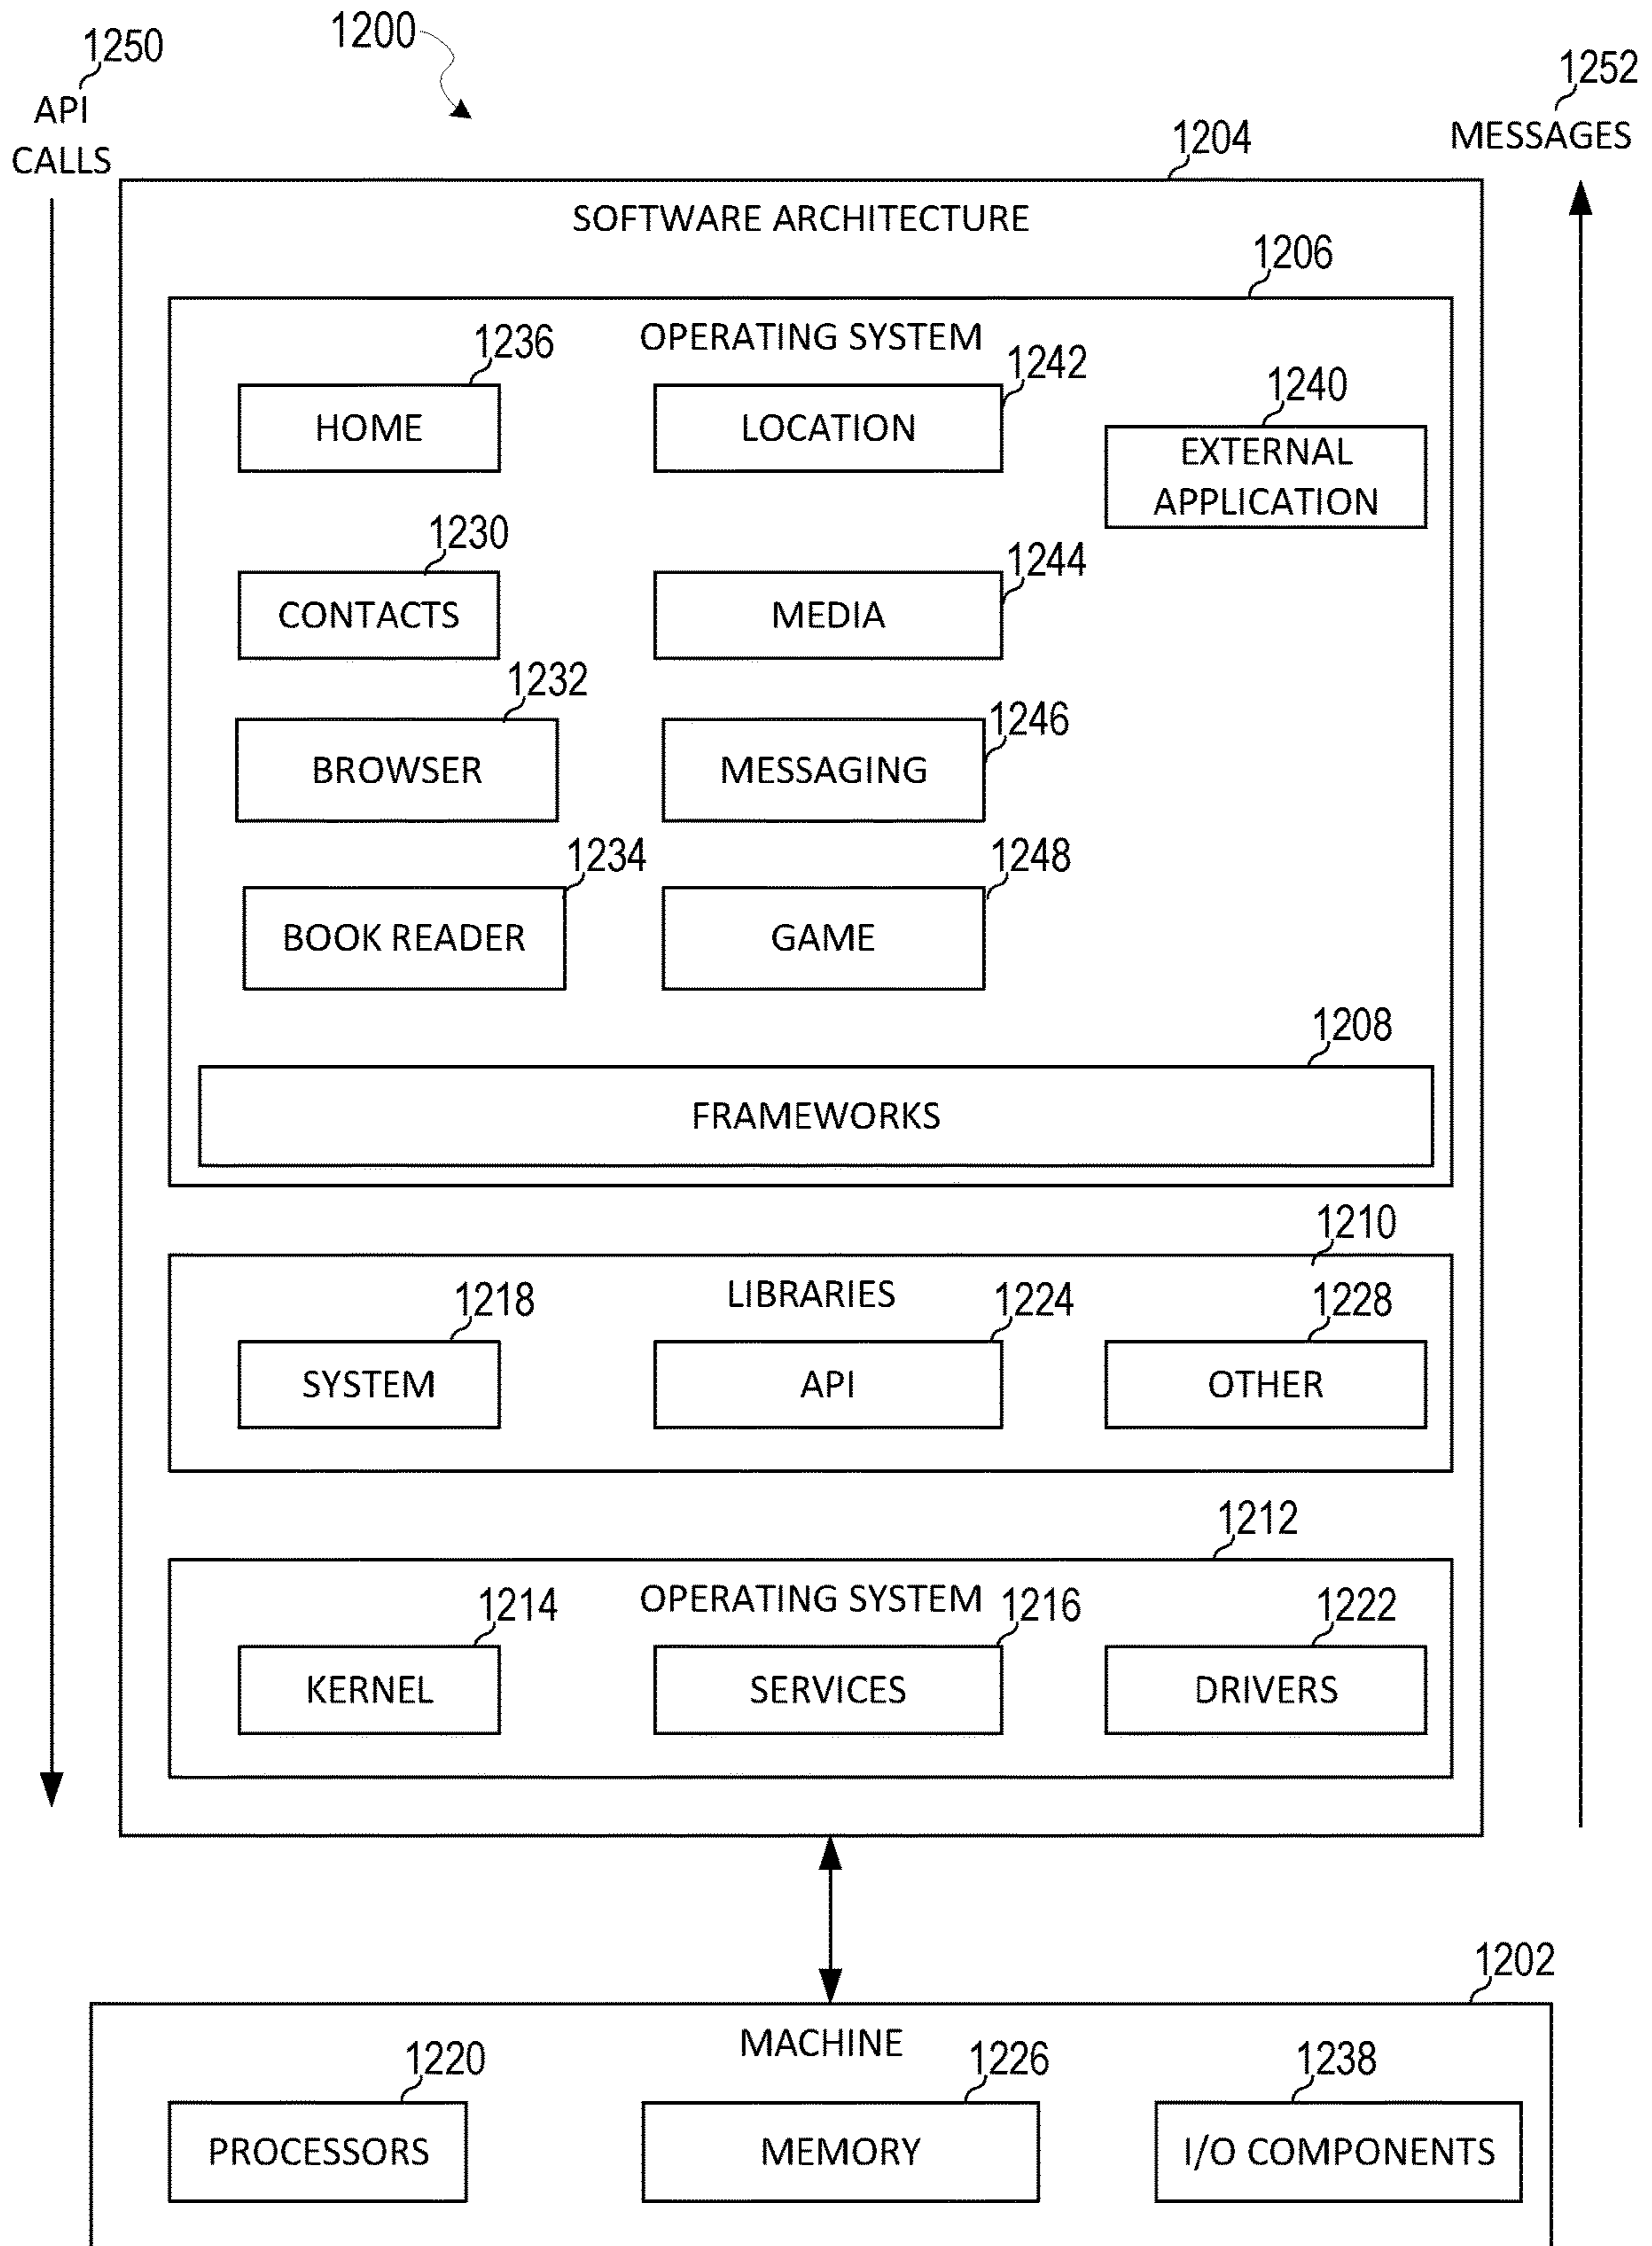 1200
1250
API
CALLS
1252
MESSAGES
1204
SOFTWARE ARCHITECTURE
1206
OPERATING SYSTEM
1236
HOME
1242
LOCATION
1240
EXTERNAL
APPLICATION
1230
CONTACTS
1244
MEDIA
1232
BROWSER
1246
MESSAGING
1234
BOOK READER
1248
GAME
1208
FRAMEWORKS
1210
LIBRARIES
1218
SYSTEM
1224
API
1228
OTHER
1212
OPERATING SYSTEM
1214
KERNEL
1216
SERVICES
1222
DRIVERS
1202
MACHINE
1220
PROCESSORS
1226
MEMORY
1238
I/O COMPONENTS